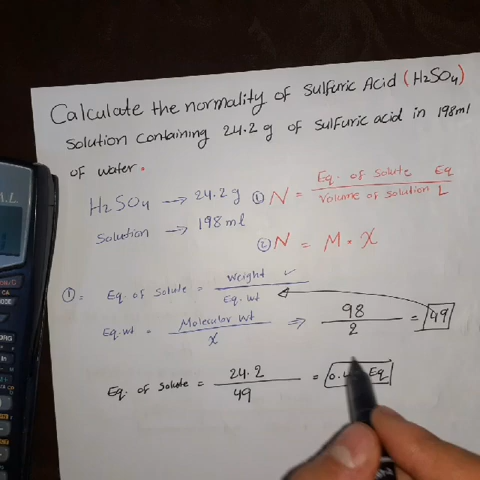 Calculate the normality of Sulfuric Acid (H2SO4)
Solution containing 24.2 g of sulfuric acid in 198 ml
of water.
H2SO4 → 24.2 g
Solution → 198 ml
① N = Eq. of Solute Eq / Volume of solution L
② N = M * X
①= Eq. of Solute = Weight ✓ / Eq. wt
Eq. wt = Molecular Wt / X ⇒ 98 / 2 = 49
Eq. of Solute = 24.2 / 49 = Eq